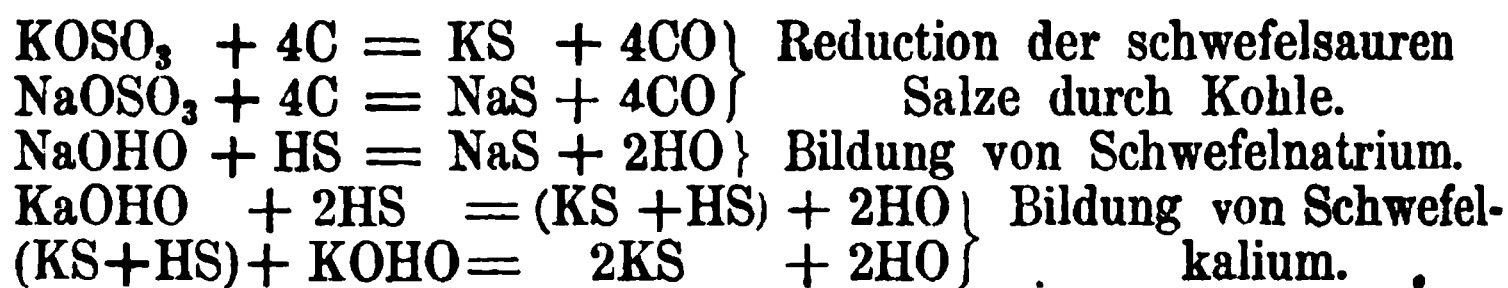 KOSO₃ + 4C = KS + 4CO} Reduction der schwefelsauren
NaOSO₃ + 4C = NaS + 4CO} Salze durch Kohle.
NaOHO + HS = NaS + 2HO} Bildung von Schwefelnatrium.
KaOHO + 2HS = (KS + HS) + 2HO} Bildung von Schwefel-
(KS+HS) + KOHO = 2KS + 2HO} kalium.